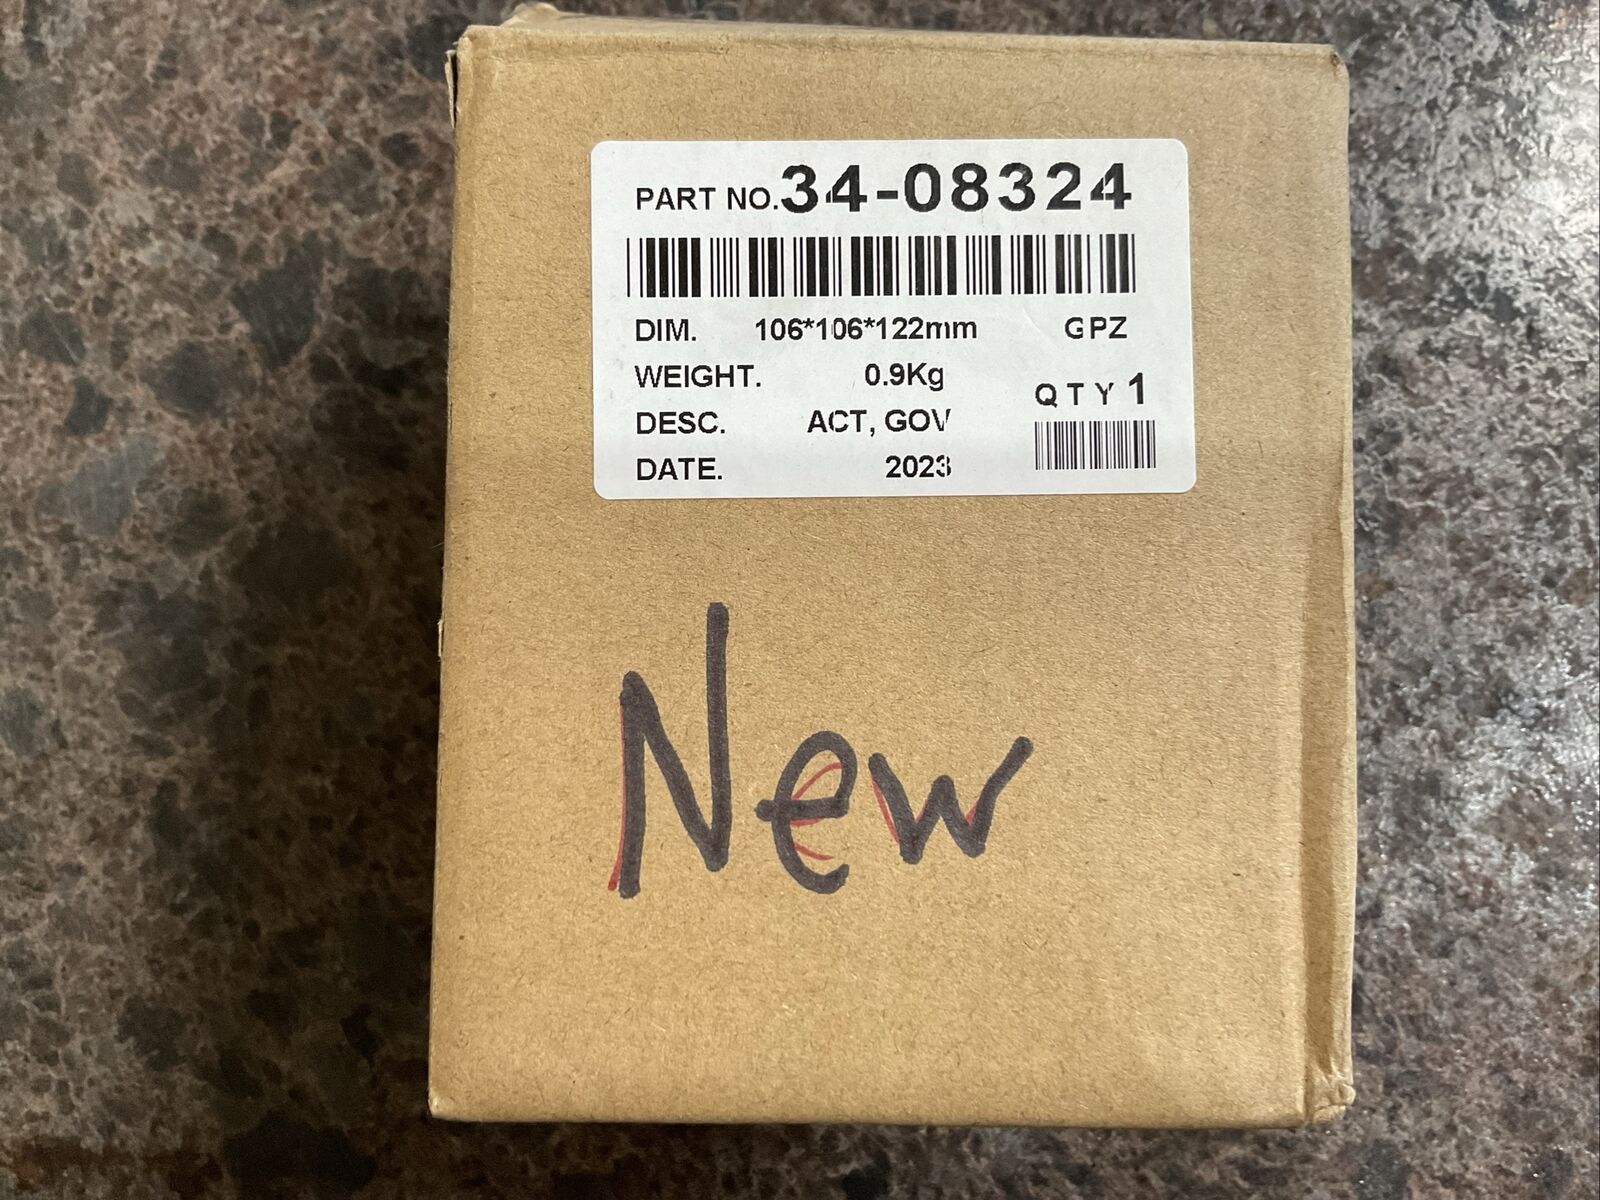 PART NO.34-08324
DIM. 106*106*122mm GPZ
WEIGHT. 0.9Kg
QTY 1
DESC. ACT, GOV
DATE. 2023
New